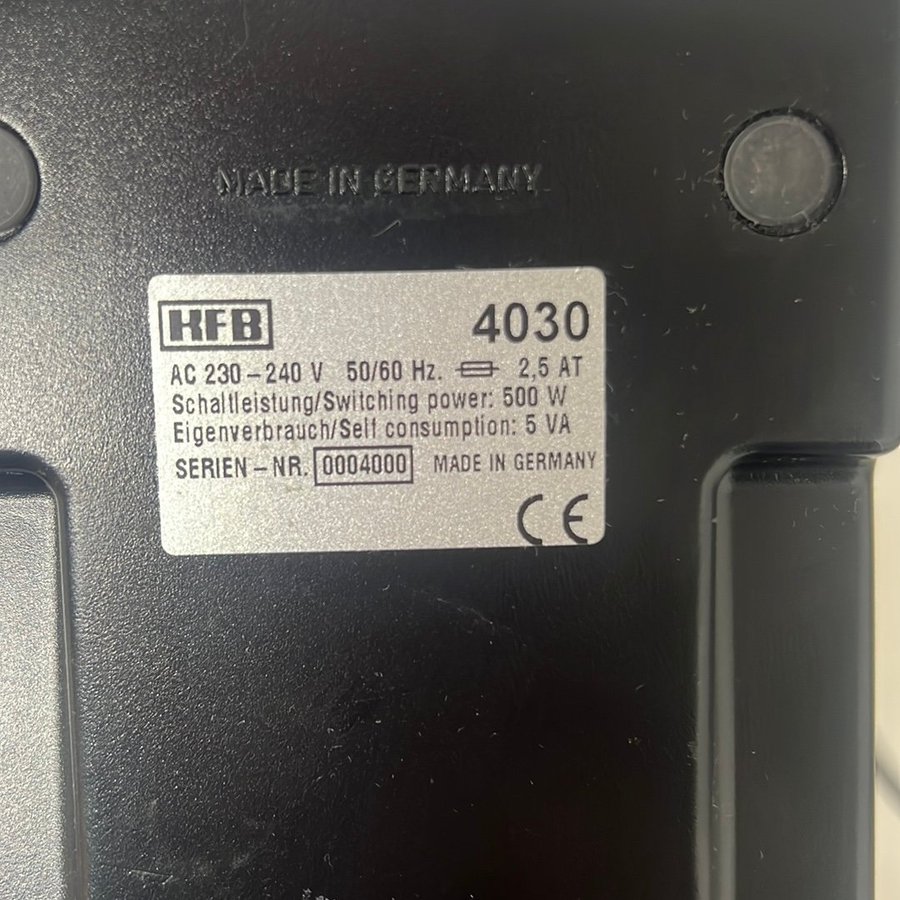 MADE IN GERMANY
KFB 4030
AC 230 – 240 V 50/60 Hz. 2,5 AT
Schaltleistung/Switching power: 500 W
Eigenverbrauch/Self consumption: 5 VA
SERIEN – NR. 0004000 MADE IN GERMANY
CE